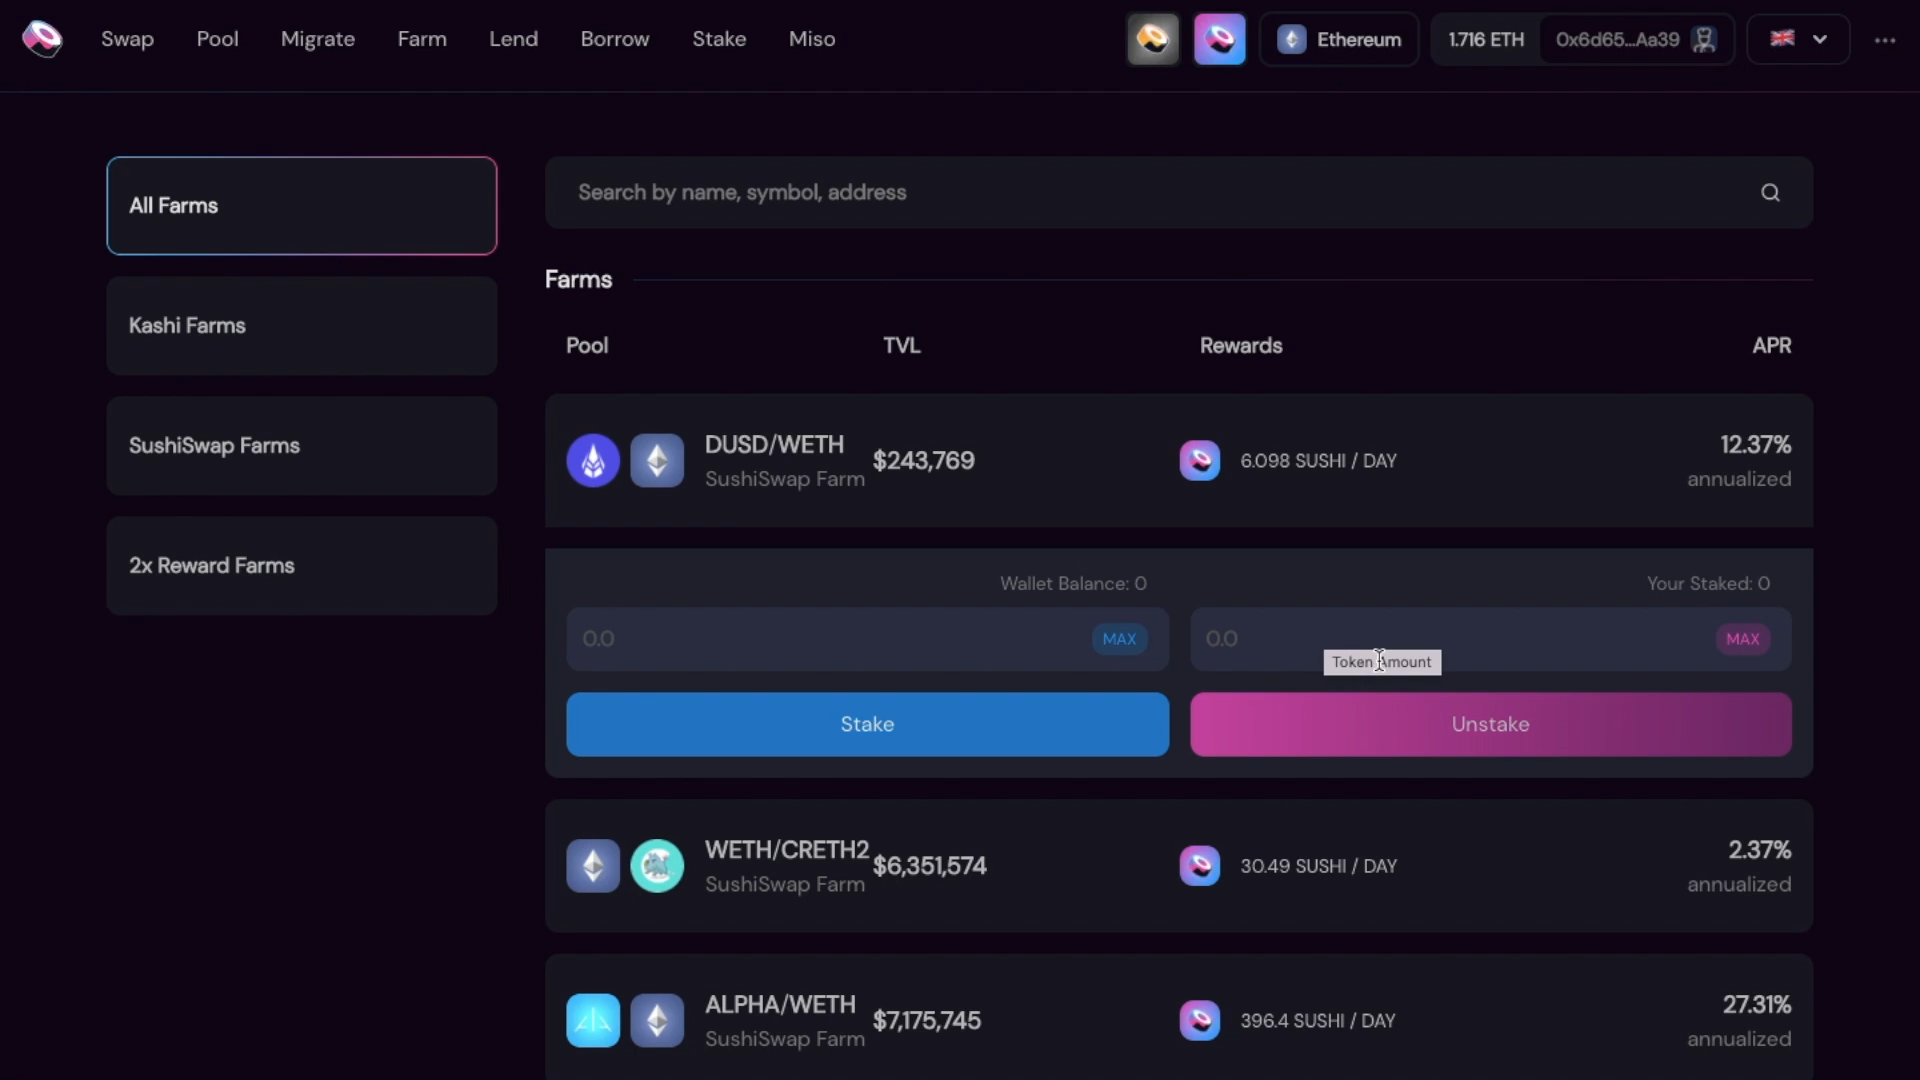 Swap Pool Migrate Farm Lend Borrow Stake Miso Ethereum 1.716 ETH 0x6d65...Aa39
All Farms
Kashi Farms
SushiSwap Farms
2x Reward Farms
Search by name, symbol, address
Farms
Pool TVL Rewards APR
DUSD/WETH $243,769 6.098 SUSHI / DAY 12.37%
SushiSwap Farm annualized
Wallet Balance: 0 Your Staked: 0
0.0 MAX 0.0 MAX
Token Amount
Stake Unstake
WETH/CRETH2 $6,351,574 30.49 SUSHI / DAY 2.37%
SushiSwap Farm annualized
ALPHA/WETH $7,175,745 396.4 SUSHI / DAY 27.31%
SushiSwap Farm annualized